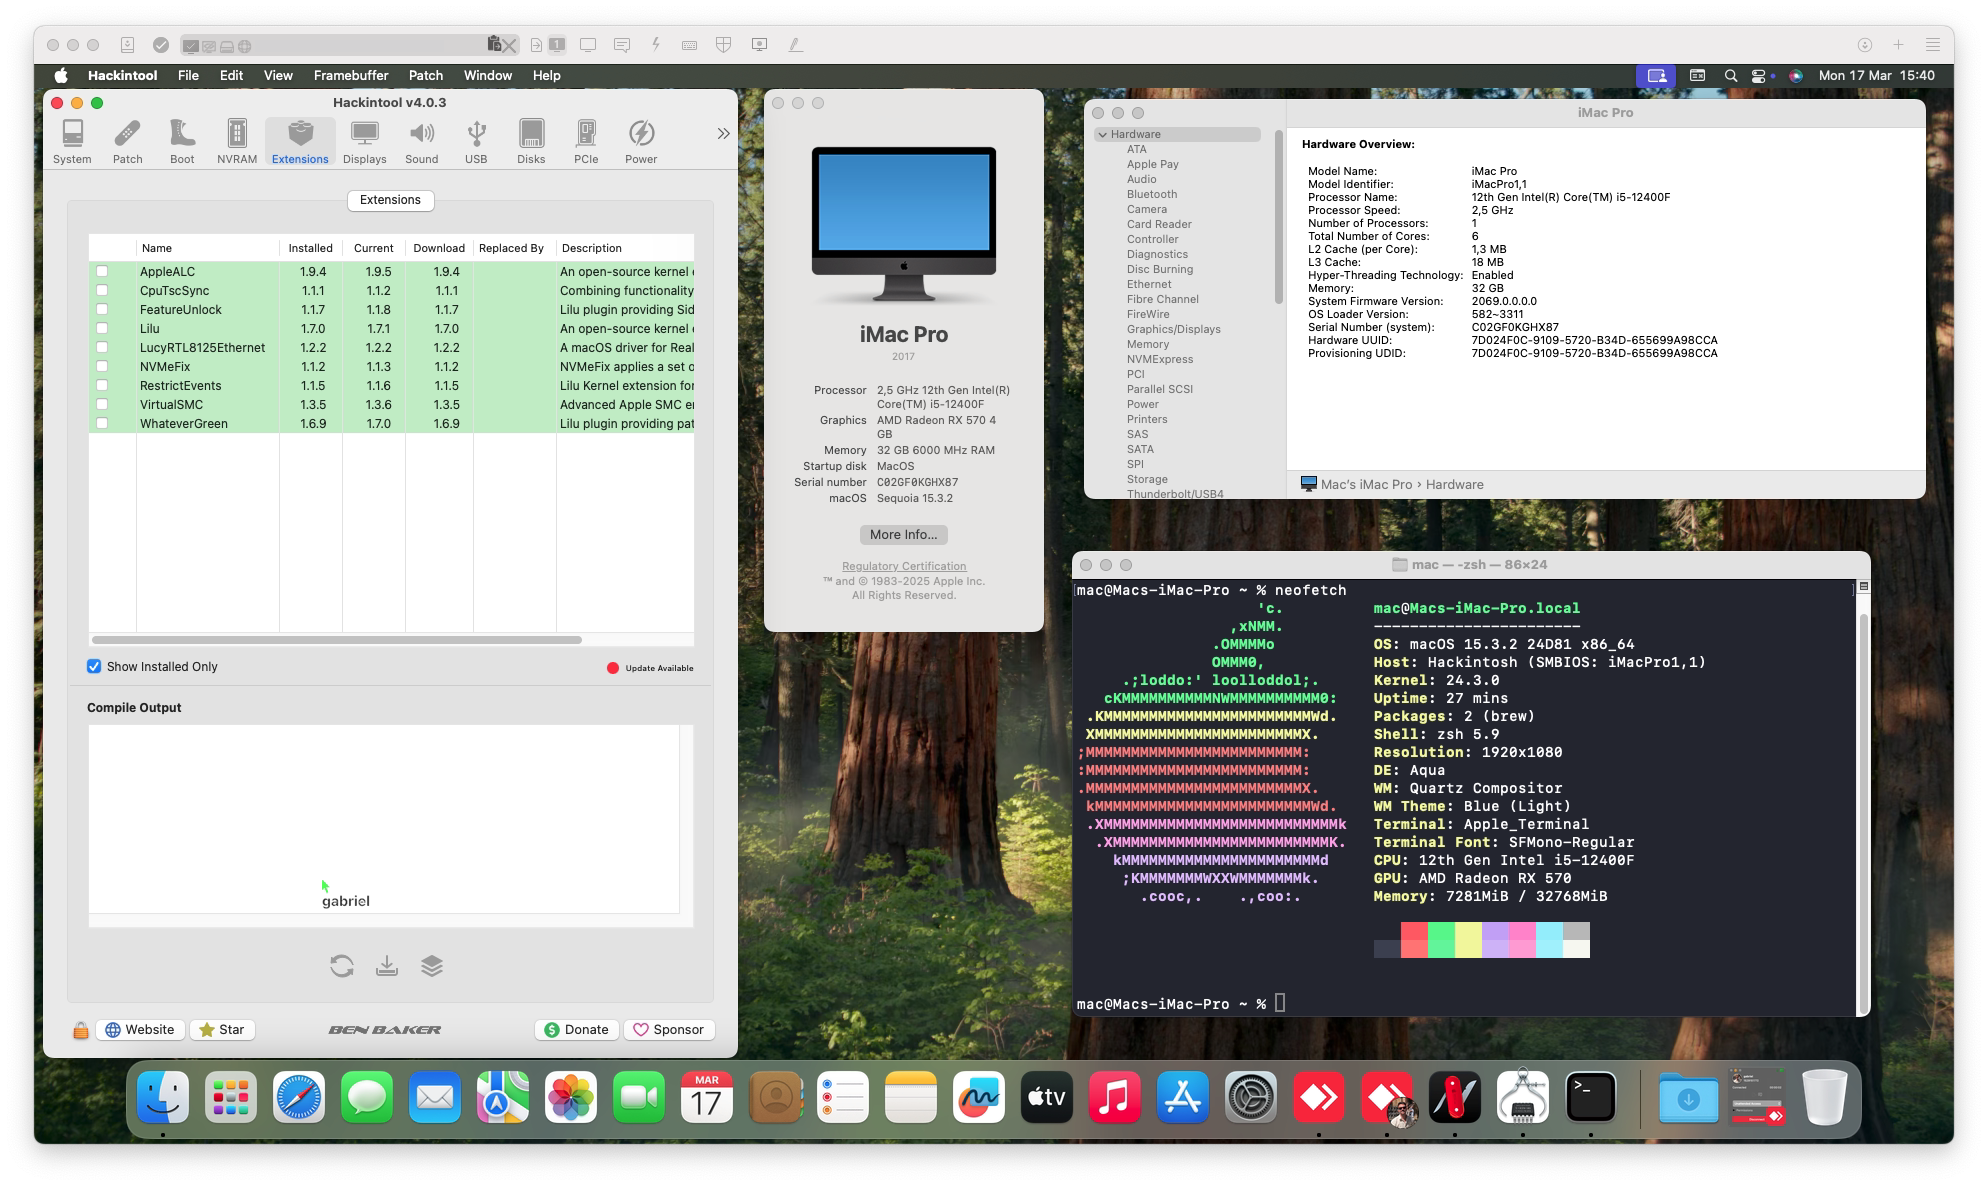 1
Hackintool File Edit View Framebuffer Patch Window Help Mon 17 Mar 15:40
Hackintool v4.0.3
System Patch Boot NVRAM Extensions Displays Sound USB Disks PCIe Power
Extensions
Name Installed Current Download Replaced By Description
AppleALC 1.9.4 1.9.5 1.9.4 An open-source kernel
CpuTscSync 1.1.1 1.1.2 1.1.1 Combining functionality
FeatureUnlock 1.1.7 1.1.8 1.1.7 Lilu plugin providing Sid
Lilu 1.7.0 1.7.1 1.7.0 An open-source kernel
LucyRTL8125Ethernet 1.2.2 1.2.2 1.2.2 A macOS driver for Real
NVMeFix 1.1.2 1.1.3 1.1.2 NVMeFix applies a set o
RestrictEvents 1.1.5 1.1.6 1.1.5 Lilu Kernel extension for
VirtualSMC 1.3.5 1.3.6 1.3.5 Advanced Apple SMC
WhateverGreen 1.6.9 1.7.0 1.6.9 Lilu plugin providing pat
Show Installed Only
Update Available
Compile Output
gabriel
Website Star BEN BAKER Donate Sponsor
iMac Pro
2017
Processor 2,5 GHz 12th Gen Intel(R)
Core(TM) i5-12400F
Graphics AMD Radeon RX 570 4
GB
Memory 32 GB 6000 MHz RAM
Startup disk MacOS
Serial number C02GF0KGHX87
macOS Sequoia 15.3.2
More Info...
Regulatory Certification
™ and © 1983-2025 Apple Inc.
All Rights Reserved.
iMac Pro
Hardware
ATA
Apple Pay
Audio
Bluetooth
Camera
Card Reader
Controller
Diagnostics
Disc Burning
Ethernet
Fibre Channel
FireWire
Graphics/Displays
Memory
NVMExpress
PCI
Parallel SCSI
Power
Printers
SAS
SATA
SPI
Storage
Thunderbolt/USB4
Hardware Overview:
Model Name: iMac Pro
Model Identifier: iMacPro1,1
Processor Name: 12th Gen Intel(R) Core(TM) i5-12400F
Processor Speed: 2,5 GHz
Number of Processors: 1
Total Number of Cores: 6
L2 Cache (per Core): 1,3 MB
L3 Cache: 18 MB
Hyper-Threading Technology: Enabled
Memory: 32 GB
System Firmware Version: 2069.0.0.0.0
OS Loader Version: 582~3311
Serial Number (system): C02GF0KGHX87
Hardware UUID: 7D024F0C-9109-5720-B34D-655699A98CCA
Provisioning UDID: 7D024F0C-9109-5720-B34D-655699A98CCA
Mac's iMac Pro › Hardware
mac — -zsh — 86×24
mac@Macs-iMac-Pro ~ % neofetch
'c. mac@Macs-iMac-Pro.local
,xNMM. -----------------------
.OMMMMo OS: macOS 15.3.2 24D81 x86_64
OMMM0, Host: Hackintosh (SMBIOS: iMacPro1,1)
.;loddo:' loolloddol;. Kernel: 24.3.0
cKMMMMMMMMMMNWMMMMMMMMMM0: Uptime: 27 mins
.KMMMMMMMMMMMMMMMMMMMMMMMWd. Packages: 2 (brew)
XMMMMMMMMMMMMMMMMMMMMMMMX. Shell: zsh 5.9
;MMMMMMMMMMMMMMMMMMMMMMMM: Resolution: 1920x1080
:MMMMMMMMMMMMMMMMMMMMMMMM: DE: Aqua
.MMMMMMMMMMMMMMMMMMMMMMMMX. WM: Quartz Compositor
kMMMMMMMMMMMMMMMMMMMMMMMMWd. WM Theme: Blue (Light)
.XMMMMMMMMMMMMMMMMMMMMMMMMMMk Terminal: Apple_Terminal
.XMMMMMMMMMMMMMMMMMMMMMMMMK. Terminal Font: SFMono-Regular
kMMMMMMMMMMMMMMMMMMMMMMd CPU: 12th Gen Intel i5-12400F
;KMMMMMMMWXXWMMMMMMMk. GPU: AMD Radeon RX 570
.cooc,. .,coo:. Memory: 7281MiB / 32768MiB
mac@Macs-iMac-Pro ~ %
MAR
17
tv
>_